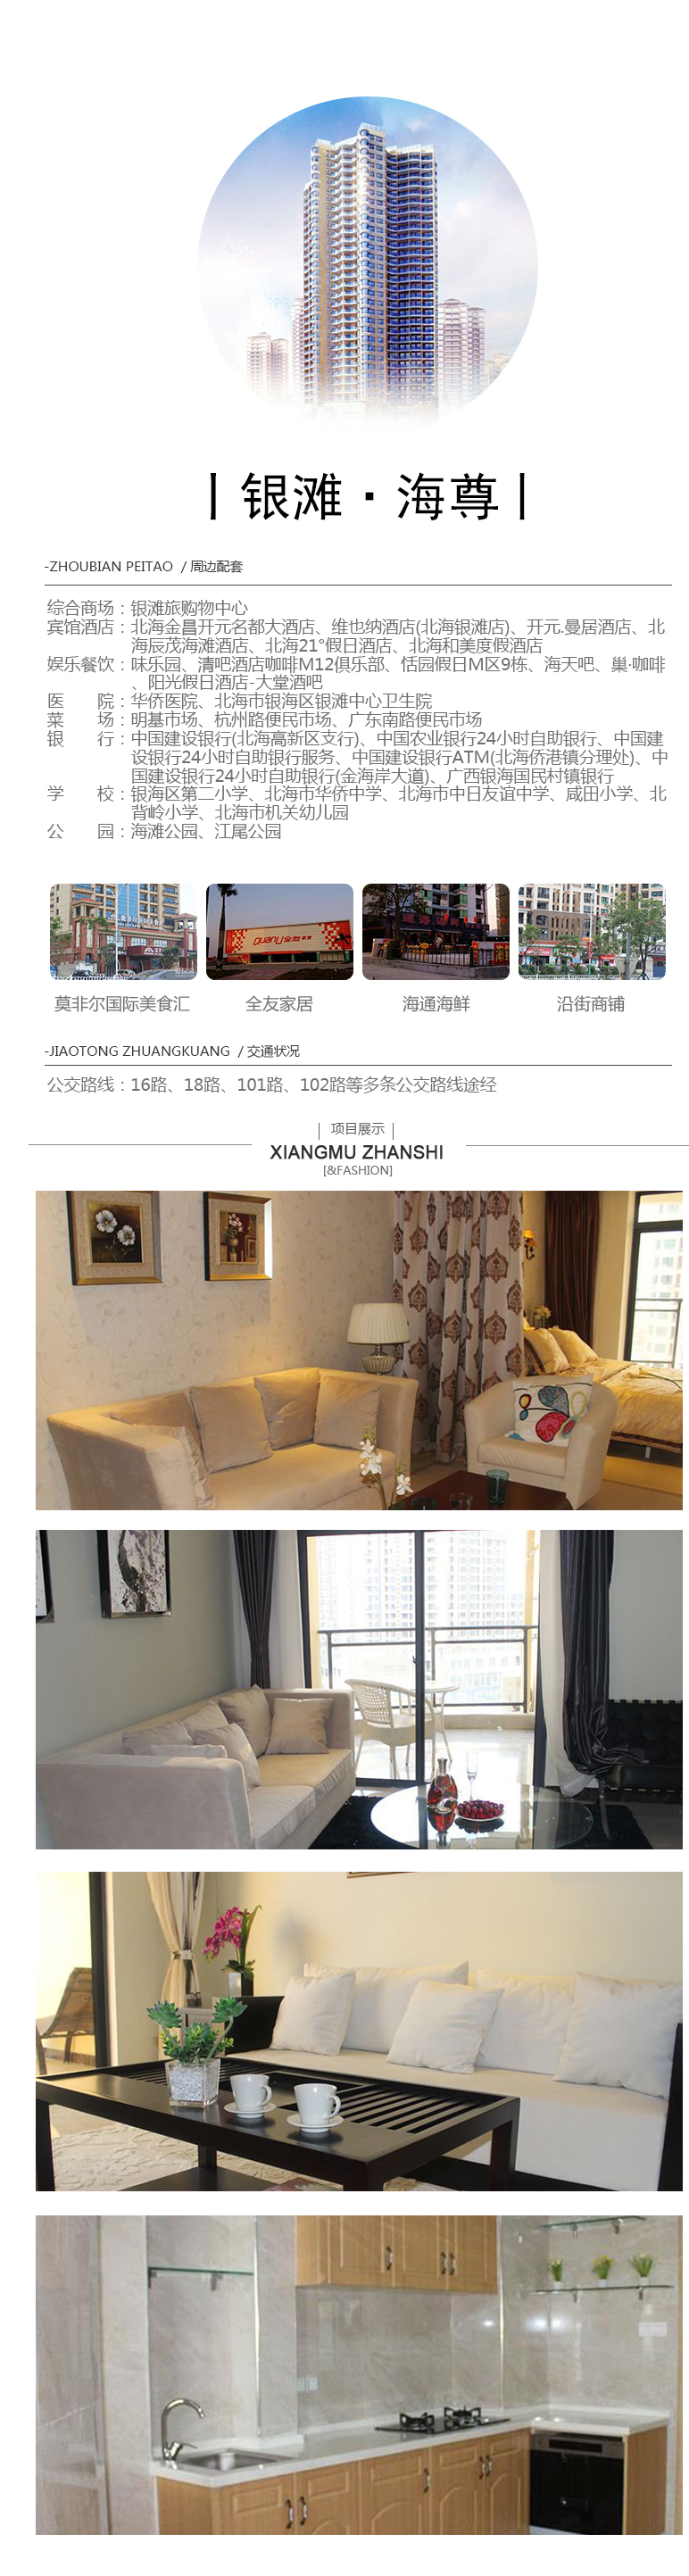 银滩·海尊
-ZHOUBIAN PEITAO / 周边配套
综合商场：银滩旅购物中心
宾馆酒店：北海金昌开元名都大酒店、维也纳酒店(北海银滩店)、开元.曼居酒店、北
海辰茂海滩酒店、北海21°假日酒店、北海和美度假酒店
娱乐餐饮：味乐园、清吧酒店咖啡M12俱乐部、恬园假日M区9栋、海天吧、巢·咖啡
、阳光假日酒店-大堂酒吧
医　　院：华侨医院、北海市银海区银滩中心卫生院
菜　　场：明基市场、杭州路便民市场、广东南路便民市场
银　　行：中国建设银行(北海高新区支行)、中国农业银行24小时自助银行、中国建
设银行24小时自助银行服务、中国建设银行ATM(北海侨港镇分理处)、中
国建设银行24小时自助银行(金海岸大道)、广西银海国民村镇银行
学　　校：银海区第二小学、北海市华侨中学、北海市中日友谊中学、咸田小学、北
背岭小学、北海市机关幼儿园
公　　园：海滩公园、江尾公园
QuanU全友家居
莫非尔国际美食汇
全友家居
海通海鲜
沿街商铺
-JIAOTONG ZHUANGKUANG / 交通状况
公交路线：16路、18路、101路、102路等多条公交路线途经
项目展示
XIANGMU ZHANSHI
[&FASHION]